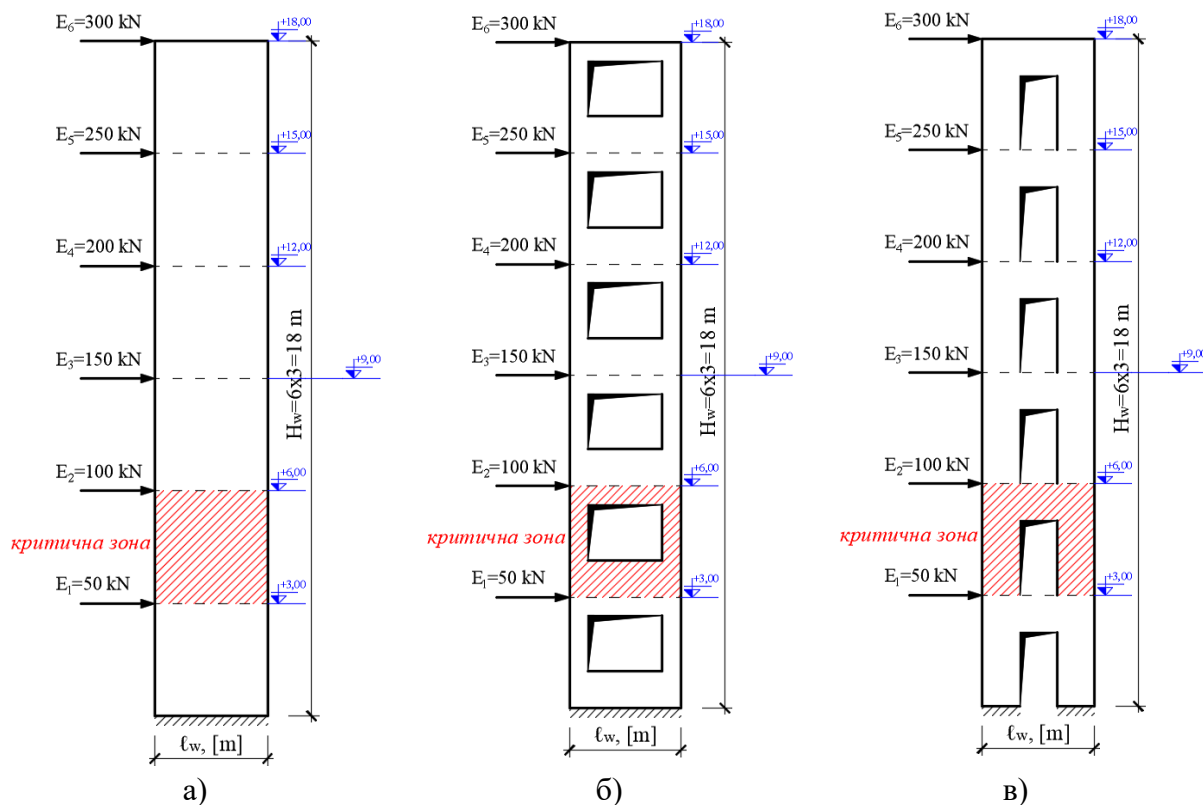 E₆=300 kN
+18,00
E₅=250 kN
+15,00
E₄=200 kN
+12,00
E₃=150 kN
+9,00
E₂=100 kN
+6,00
критична зона
E₁=50 kN
+3,00
Hw=6x3=18 m
ℓw, [m]
а)
E₆=300 kN
+18,00
E₅=250 kN
+15,00
E₄=200 kN
+12,00
E₃=150 kN
+9,00
E₂=100 kN
+6,00
критична зона
E₁=50 kN
+3,00
Hw=6x3=18 m
ℓw, [m]
б)
E₆=300 kN
+18,00
E₅=250 kN
+15,00
E₄=200 kN
+12,00
E₃=150 kN
+9,00
E₂=100 kN
+6,00
критична зона
E₁=50 kN
+3,00
Hw=6x3=18 m
ℓw, [m]
в)